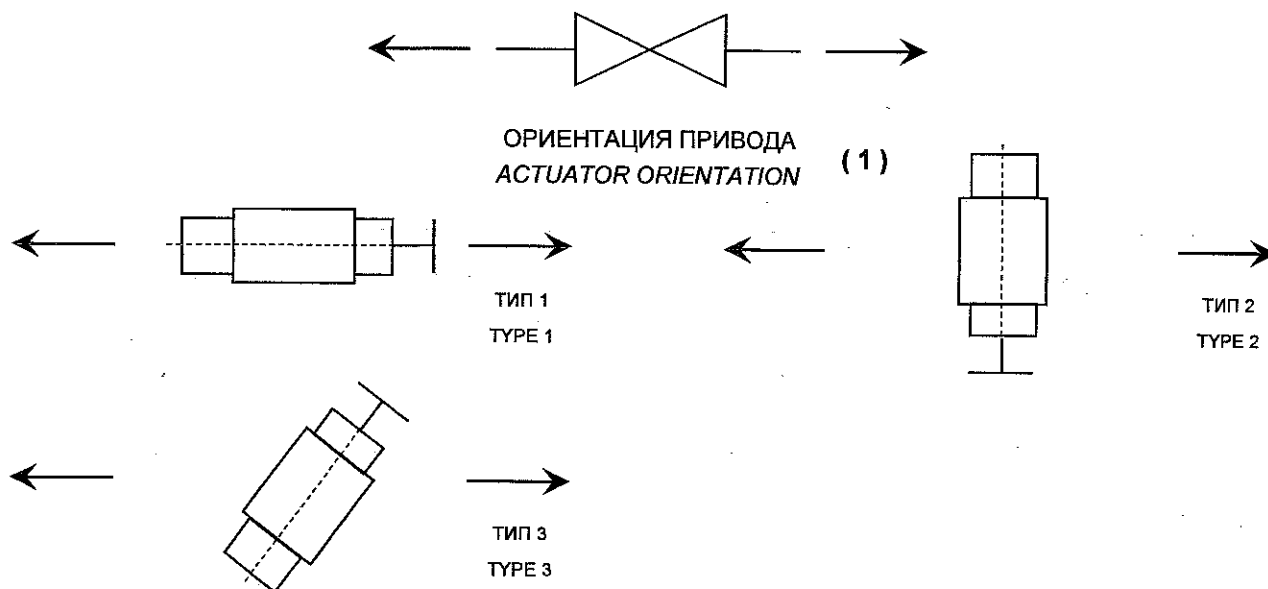 ОРИЕНТАЦИЯ ПРИВОДА
ACTUATOR ORIENTATION
(1)
ТИП 1
TYPE 1
ТИП 2
TYPE 2
ТИП 3
TYPE 3